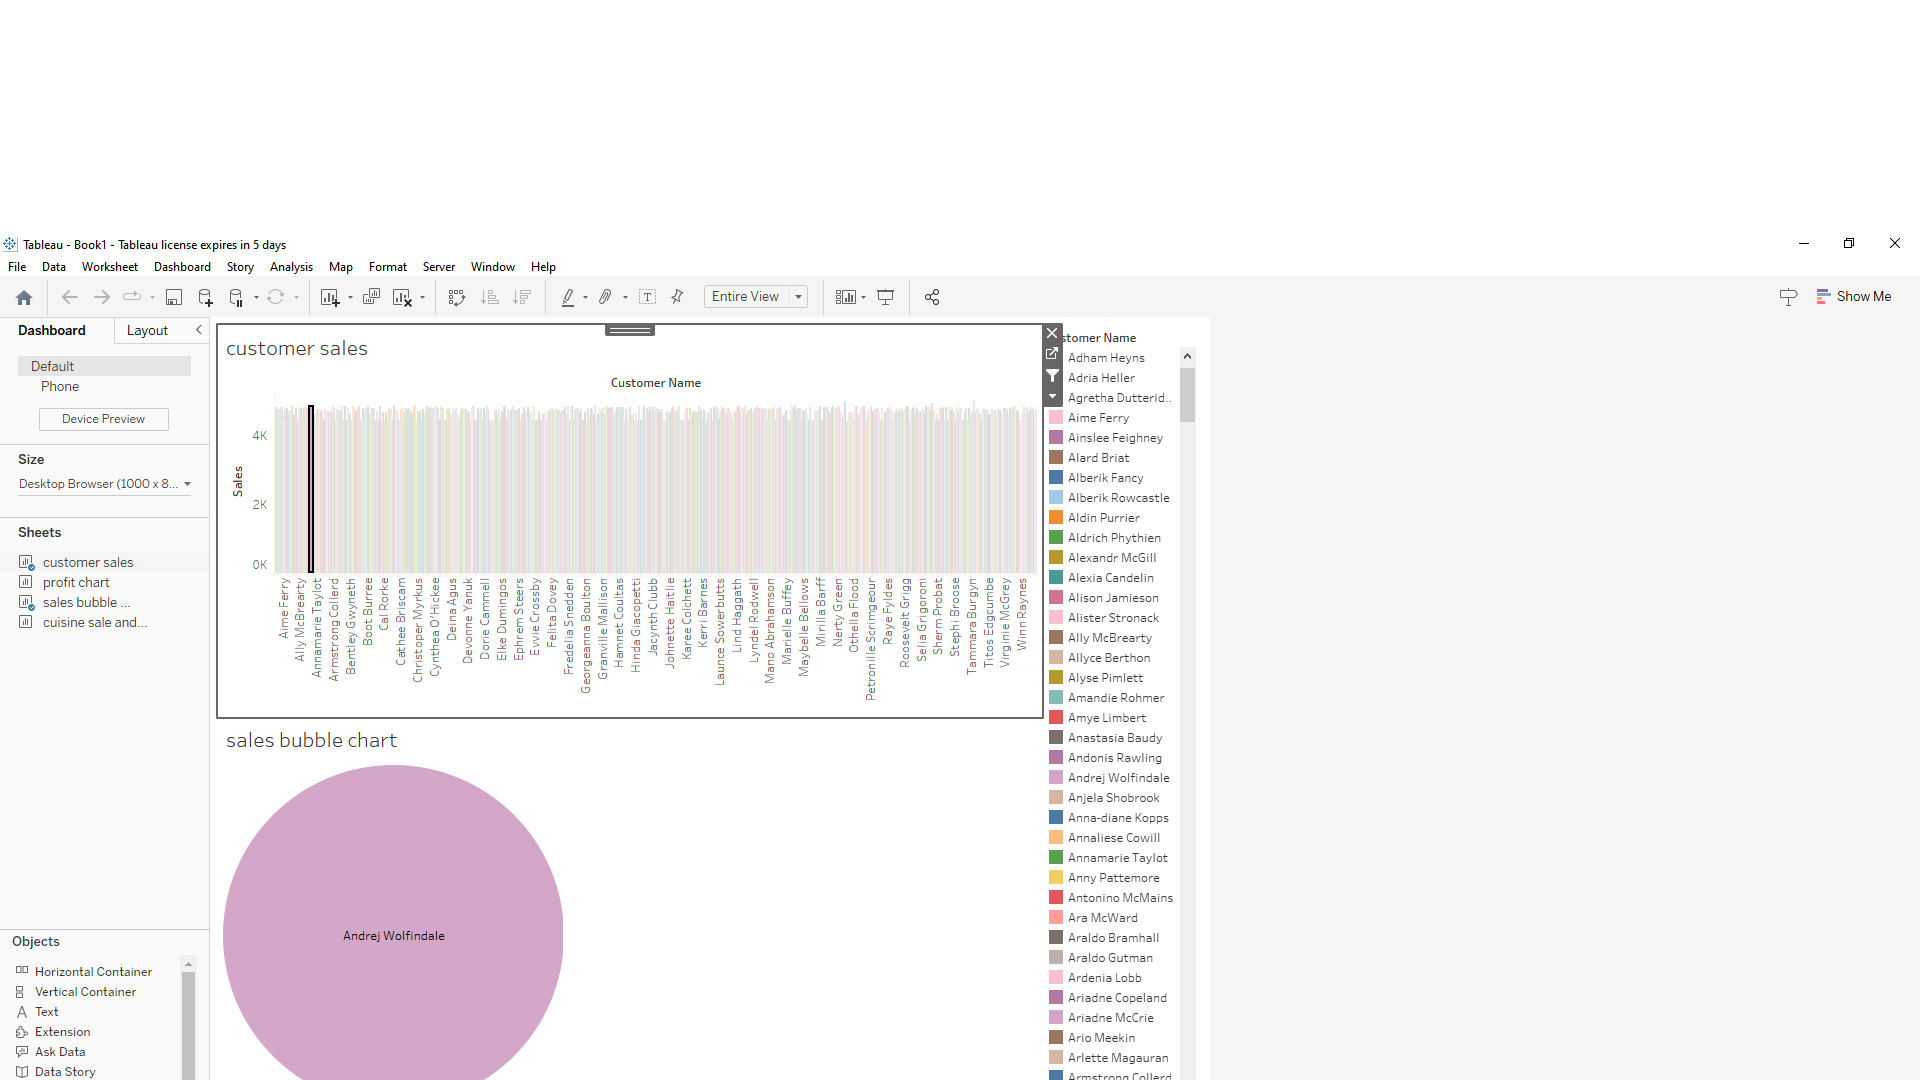 Tableau - Book1 - Tableau license expires in 5 days
File Data Worksheet Dashboard Story Analysis Map Format Server Window Help
Entire View
Show Me
Dashboard Layout
Default
Phone
Device Preview
Size
Desktop Browser (1000 x 8...
Sheets
customer sales
profit chart
sales bubble ...
cuisine sale and...
Objects
Horizontal Container
Vertical Container
Text
Extension
Ask Data
Data Story
customer sales
Customer Name
Sales
4K
2K
0K
Aime Ferry
Ally McBrearty
Annamarie Taylot
Armstrong Collerd
Bentley Gwyneth
Boot Burree
Cal Rorke
Cathee Briscam
Christoper Myrkus
Cynthea O'Hickee
Deina Agus
Devonne Yanuk
Dorie Cammell
Elke Dumingos
Ephrem Steers
Evvie Crossby
Felita Dovey
Fredelia Snedden
Georgeanna Boulton
Granville Mallison
Hamnet Coultas
Hinda Giacopetti
Jacynth Clubb
Johnette Haitlie
Karee Colchett
Kerri Barnes
Launce Sowerbutts
Lind Haggath
Lyndel Rodwell
Mano Abrahamson
Marielle Buffey
Maybelle Bellows
Mirilla Barff
Nerty Green
Othella Flood
Petronille Scrimgeour
Raye Fyldes
Roosevelt Grigg
Selia Grigoroni
Sherm Probat
Stephi Broose
Tammara Burgyn
Titos Edgcumbe
Virginie McGrey
Winn Raynes
sales bubble chart
Andrej Wolfindale
stomer Name
Adham Heyns
Adria Heller
Agretha Dutterid..
Aime Ferry
Ainslee Feighney
Alard Briat
Alberik Fancy
Alberik Rowcastle
Aldin Purrier
Aldrich Phythien
Alexandr McGill
Alexia Candelin
Alison Jamieson
Alister Stronack
Ally McBrearty
Allyce Berthon
Alyse Pimlett
Amandie Rohmer
Amye Limbert
Anastasia Baudy
Andonis Rawling
Andrej Wolfindale
Anjela Shobrook
Anna-diane Kopps
Annaliese Cowill
Annamarie Taylot
Anny Pattemore
Antonino McMains
Ara McWard
Araldo Bramhall
Araldo Gutman
Ardenia Lobb
Ariadne Copeland
Ariadne McCrie
Ario Meekin
Arlette Magauran
Armstrong Collerd